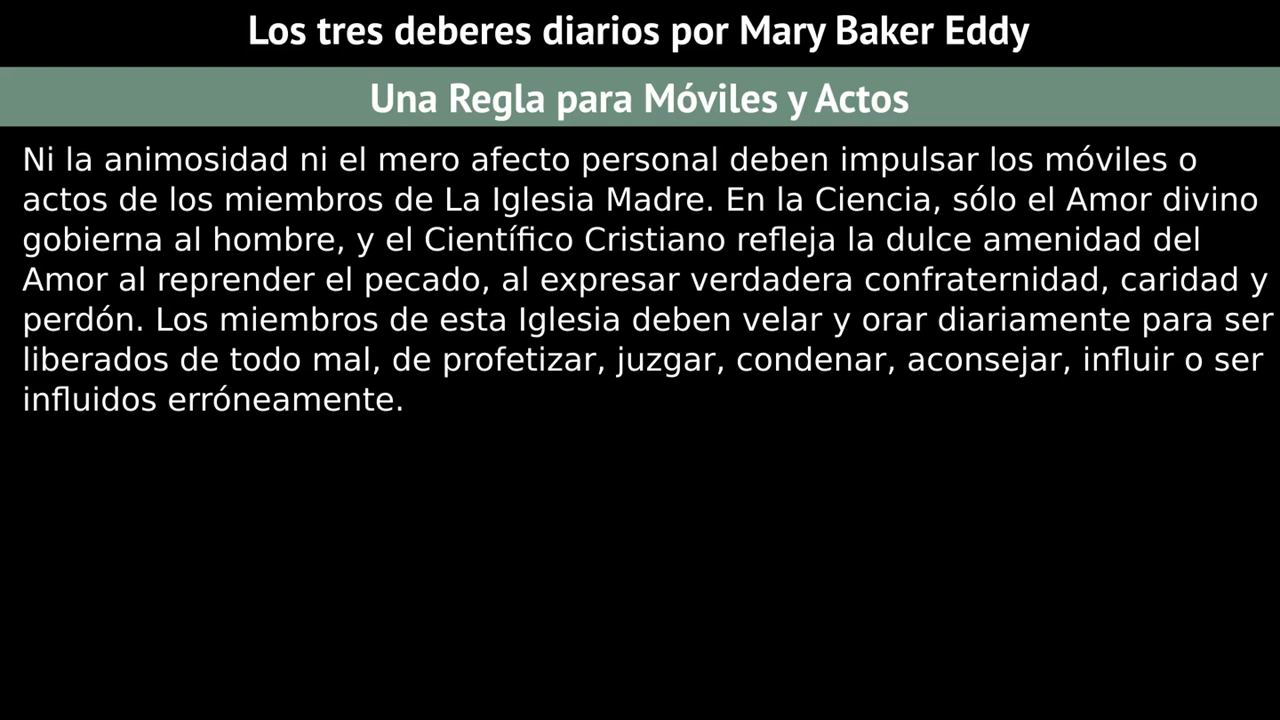 Los tres deberes diarios por Mary Baker Eddy
Una Regla para Móviles y Actos
Ni la animosidad ni el mero afecto personal deben impulsar los móviles o
actos de los miembros de La Iglesia Madre. En la Ciencia, sólo el Amor divino
gobierna al hombre, y el Científico Cristiano refleja la dulce amenidad del
Amor al reprender el pecado, al expresar verdadera confraternidad, caridad y
perdón. Los miembros de esta Iglesia deben velar y orar diariamente para ser
liberados de todo mal, de profetizar, juzgar, condenar, aconsejar, influir o ser
influidos erróneamente.